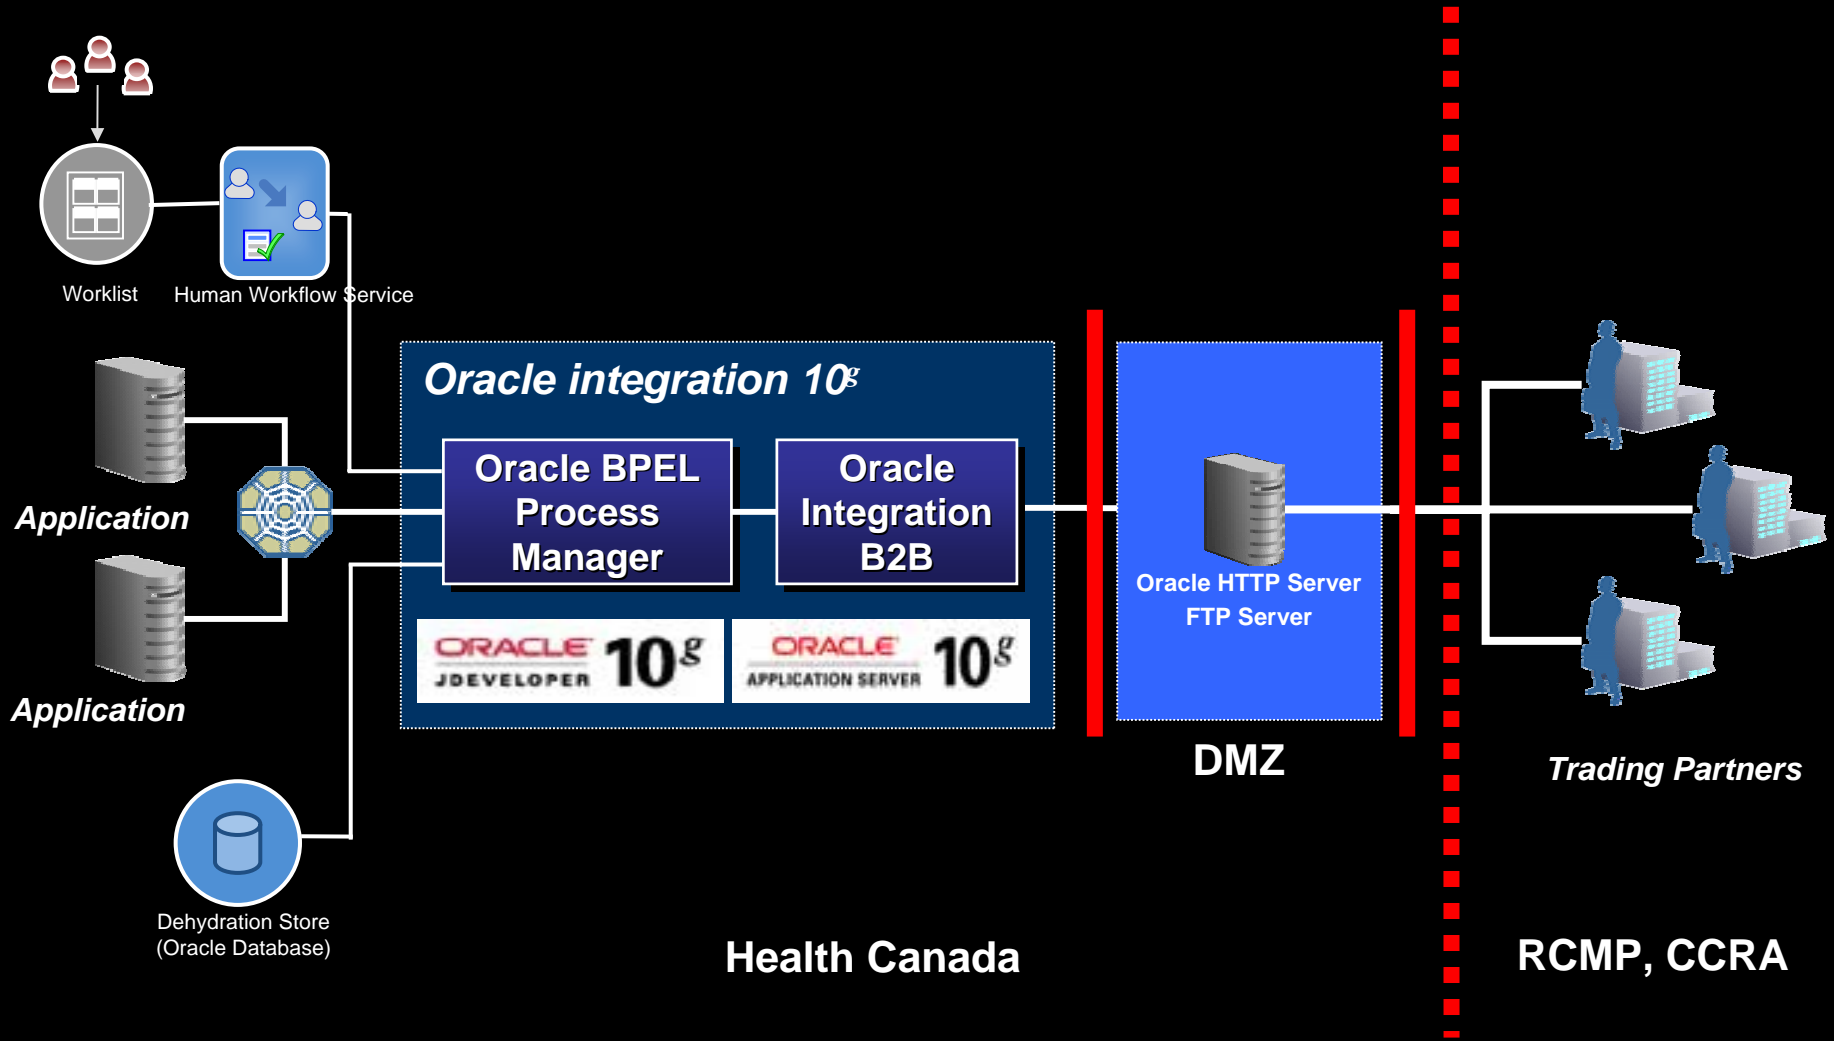 Worklist
Human Workflow Service
Oracle integration 10g
Application
Oracle BPEL
Process
Manager
Oracle
Integration
B2B
Oracle HTTP Server
FTP Server
ORACLE 10g
JDEVELOPER
ORACLE 10g
APPLICATION SERVER
Application
DMZ
Trading Partners
Dehydration Store
(Oracle Database)
Health Canada
RCMP, CCRA